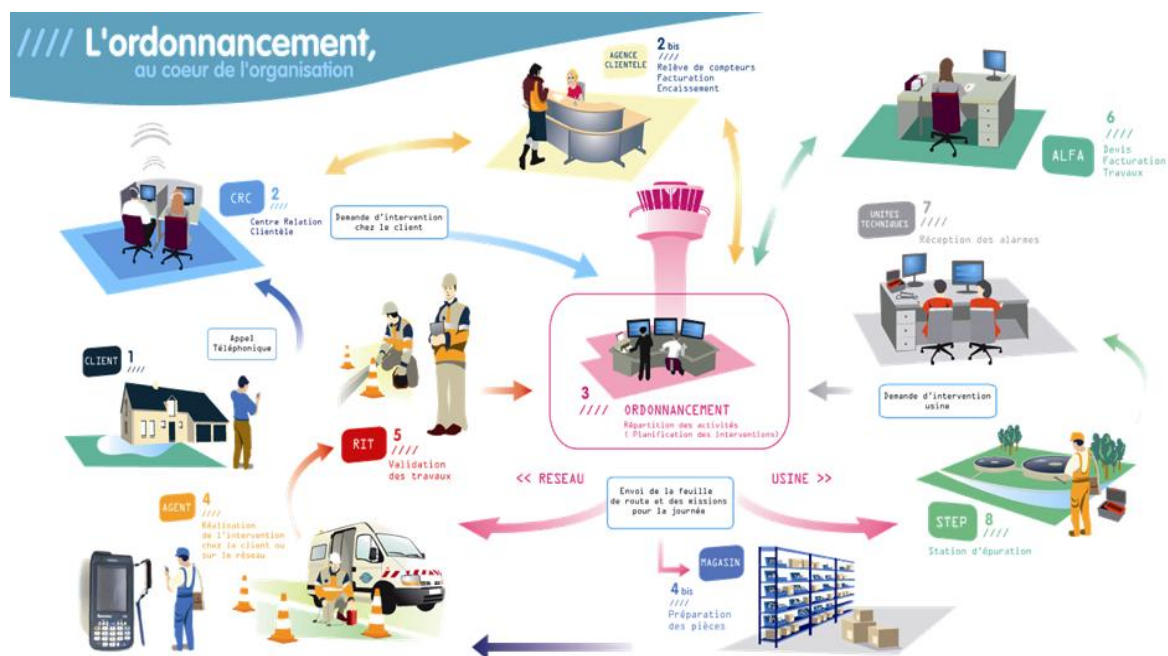 //// L'ordonnancement,
au coeur de l'organisation
AGENCE
CLIENTELE
2 bis
////
Relève de compteurs
Facturation
Encaissement
6
////
ALFA
Devis
Facturation
Travaux
CRC
2
////
Centre Relation
Clientèle
Demande d'intervention
chez le client
UNITES
TECHNIQUES
7
////
Réception des alarmes
Appel
Téléphonique
CLIENT
1
////
3
////
ORDONNANCEMENT
Répartition des activités
( Planification des interventions)
Demande d'intervention
usine
RIT
5
////
Validation
des travaux
<< RESEAU
USINE >>
Envoi de la feuille
de route et des missions
pour la journée
AGENT
4
////
Réalisation de
l'intervention
chez le client ou
sur le réseau
STEP
8
////
Station d'épuration
MAGASIN
4 bis
////
Préparation
des pièces